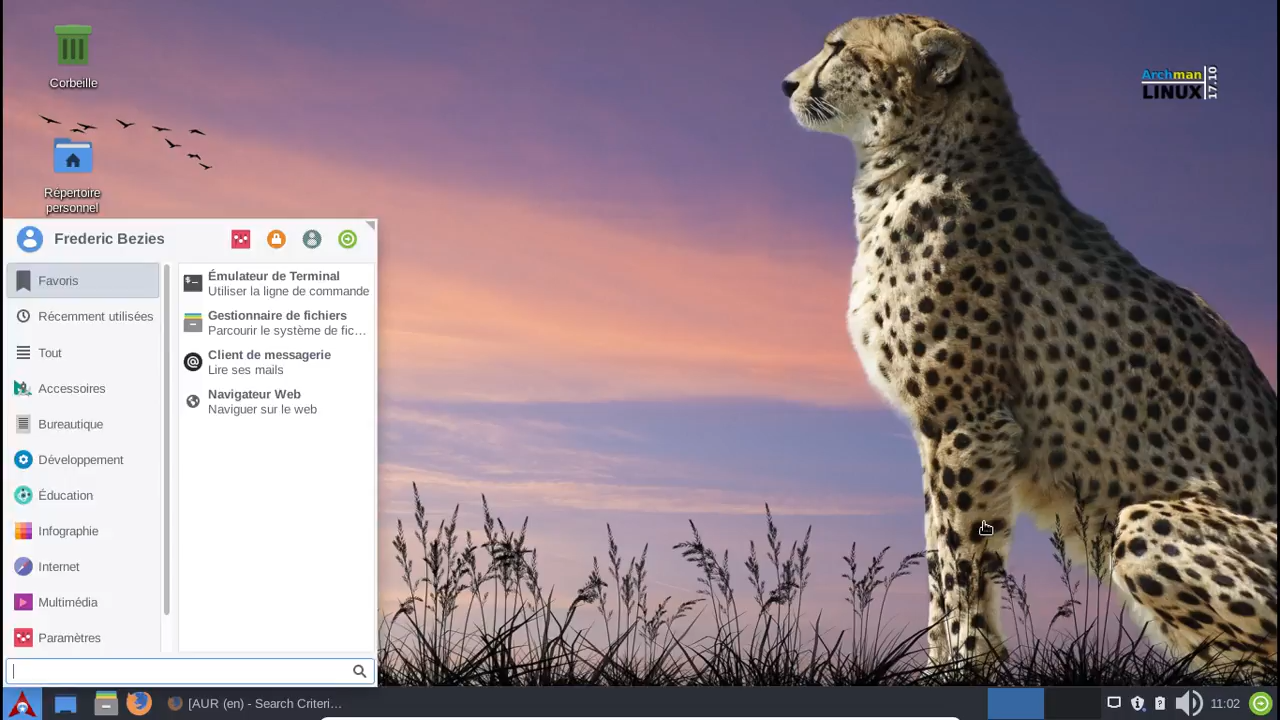 Corbeille
Répertoire
personnel
Archman
LINUX
17.10
Frederic Bezies
Favoris
Récemment utilisées
Tout
Accessoires
Bureautique
Développement
Éducation
Infographie
Internet
Multimédia
Paramètres
Émulateur de Terminal
Utiliser la ligne de commande
Gestionnaire de fichiers
Parcourir le système de fic...
Client de messagerie
Lire ses mails
Navigateur Web
Naviguer sur le web
[AUR (en) - Search Criteri...
11:02